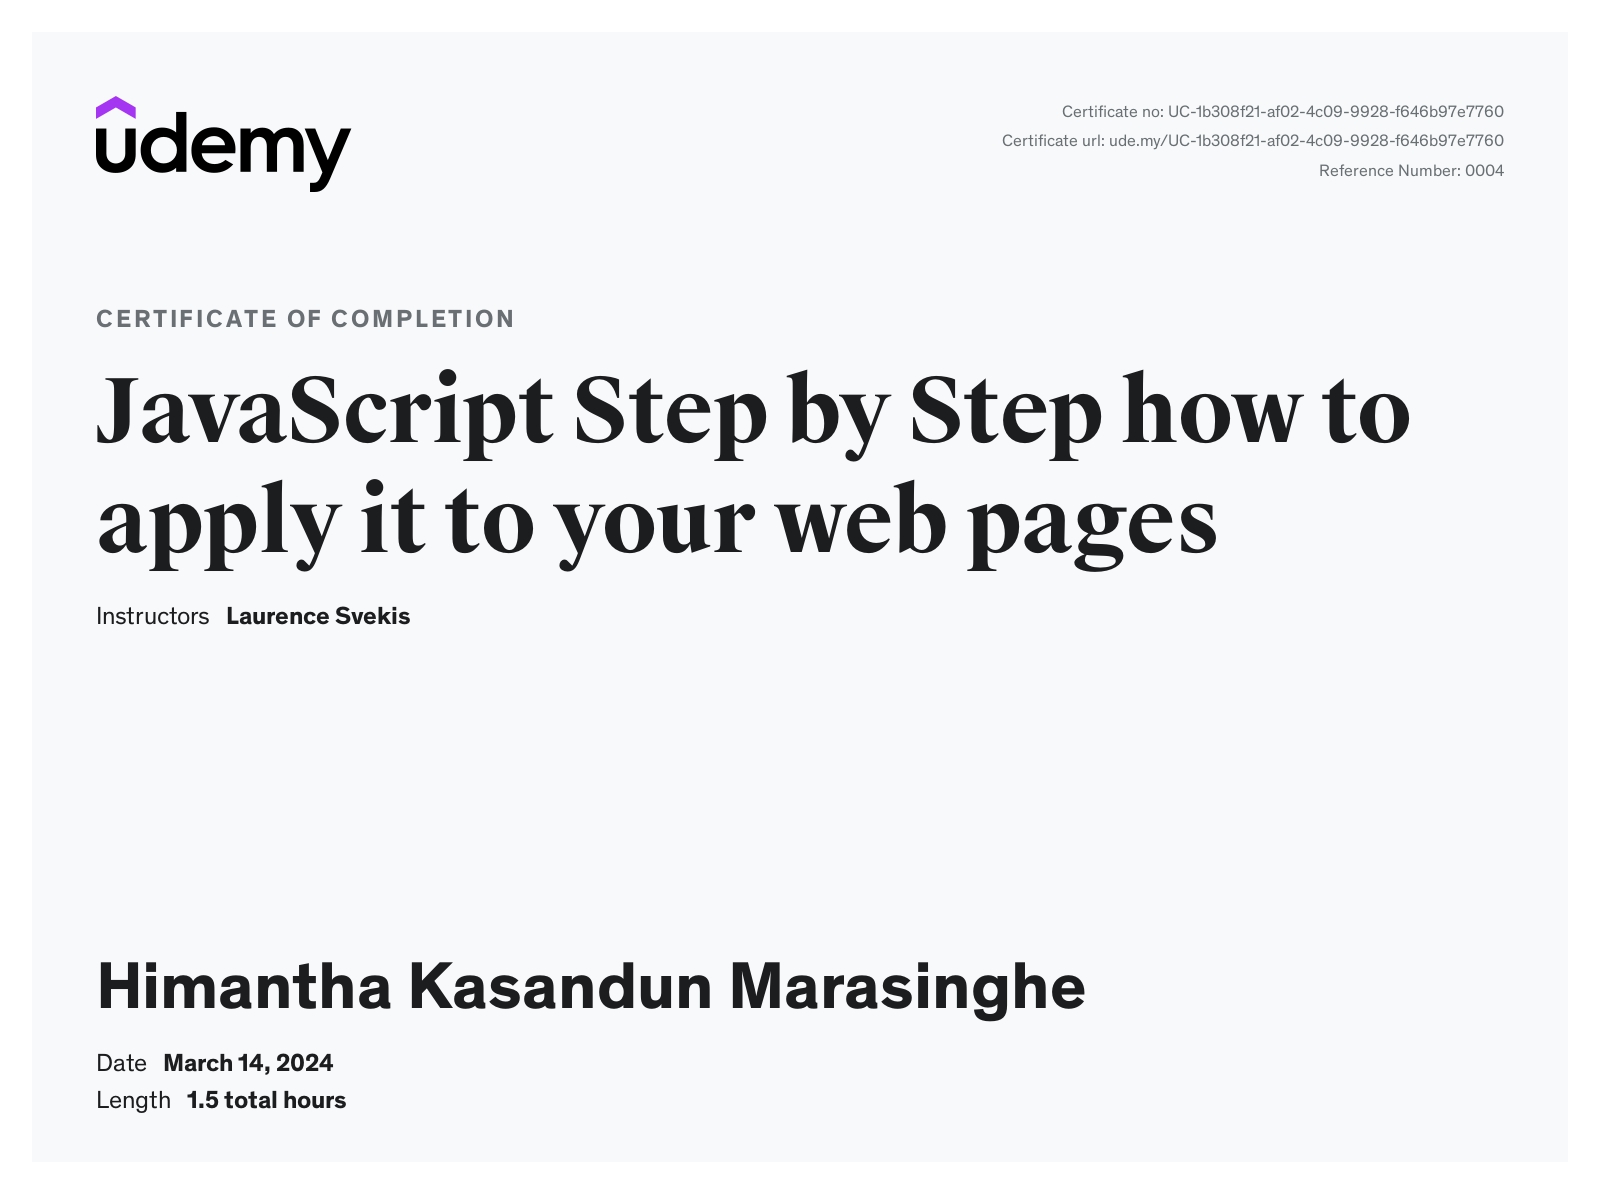 udemy
Certificate no: UC-1b308f21-af02-4c09-9928-f646b97e7760
Certificate url: ude.my/UC-1b308f21-af02-4c09-9928-f646b97e7760
Reference Number: 0004
CERTIFICATE OF COMPLETION
JavaScript Step by Step how to
apply it to your web pages
Instructors Laurence Svekis
Himantha Kasandun Marasinghe
Date March 14, 2024
Length 1.5 total hours